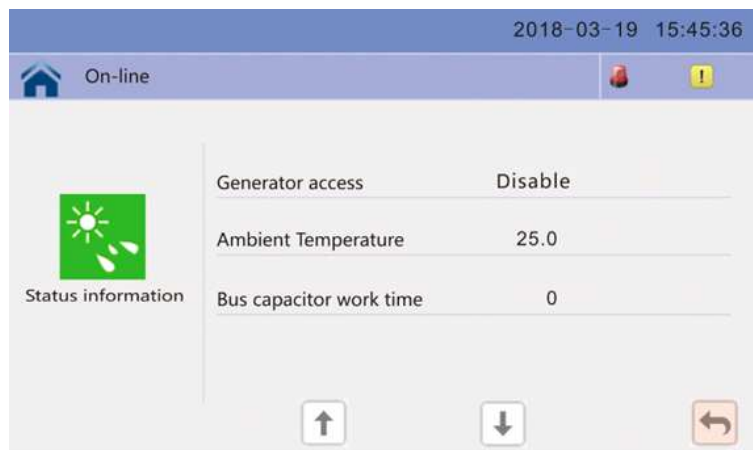 2018-03-19 15:45:36
On-line
!
Generator access Disable
Ambient Temperature 25.0
Status information
Bus capacitor work time 0